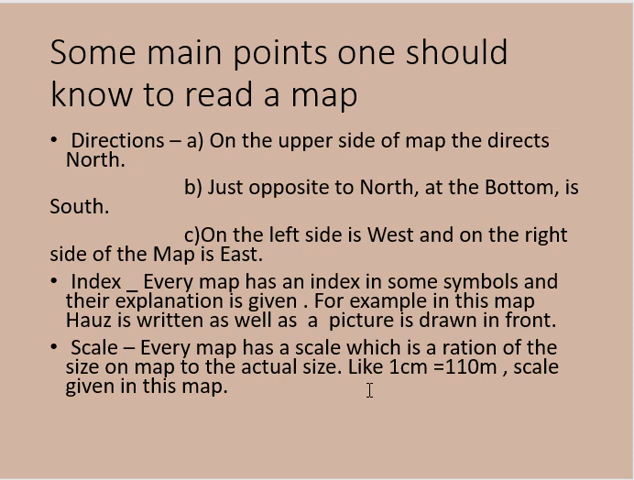 Some main points one should
know to read a map
• Directions – a) On the upper side of map the directs
North.
b) Just opposite to North, at the Bottom, is
South.
c)On the left side is West and on the right
side of the Map is East.
• Index _ Every map has an index in some symbols and
their explanation is given . For example in this map
Hauz is written as well as a picture is drawn in front.
• Scale – Every map has a scale which is a ration of the
size on map to the actual size. Like 1cm =110m , scale
given in this map.